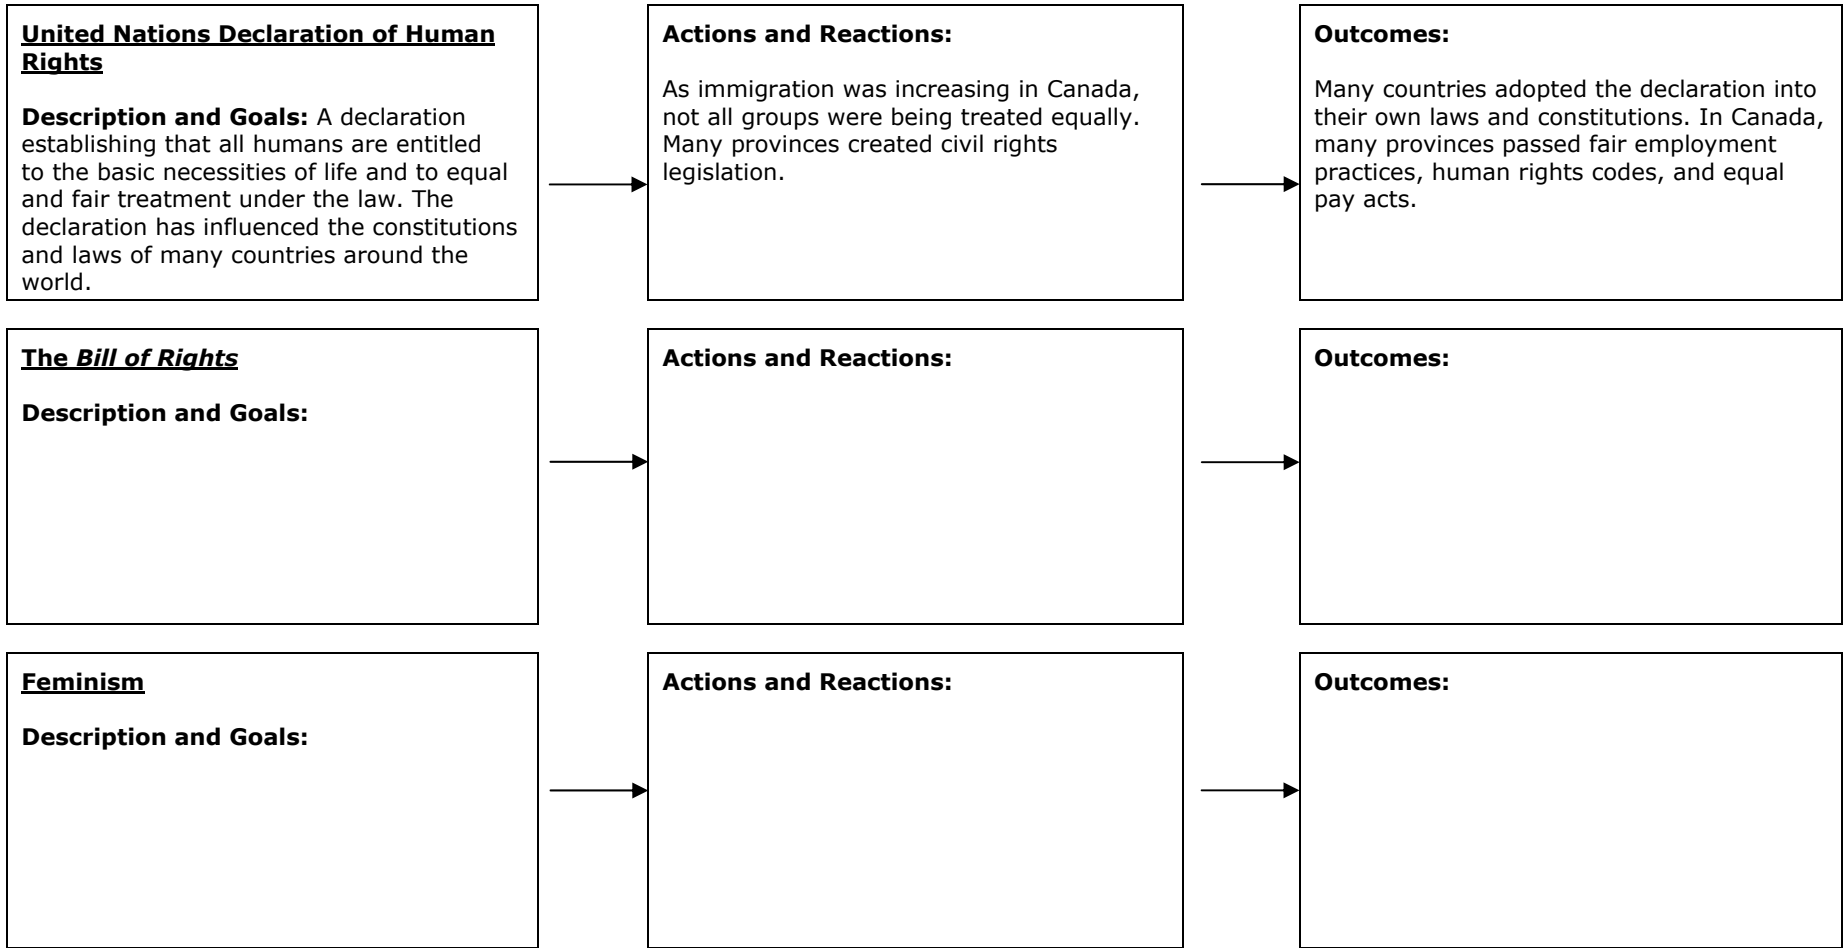 United Nations Declaration of Human
Rights
Description and Goals: A declaration
establishing that all humans are entitled
to the basic necessities of life and to equal
and fair treatment under the law. The
declaration has influenced the constitutions
and laws of many countries around the
world.
Actions and Reactions:
As immigration was increasing in Canada,
not all groups were being treated equally.
Many provinces created civil rights
legislation.
Outcomes:
Many countries adopted the declaration into
their own laws and constitutions. In Canada,
many provinces passed fair employment
practices, human rights codes, and equal
pay acts.
The Bill of Rights
Description and Goals:
Actions and Reactions:
Outcomes:
Feminism
Description and Goals:
Actions and Reactions:
Outcomes: